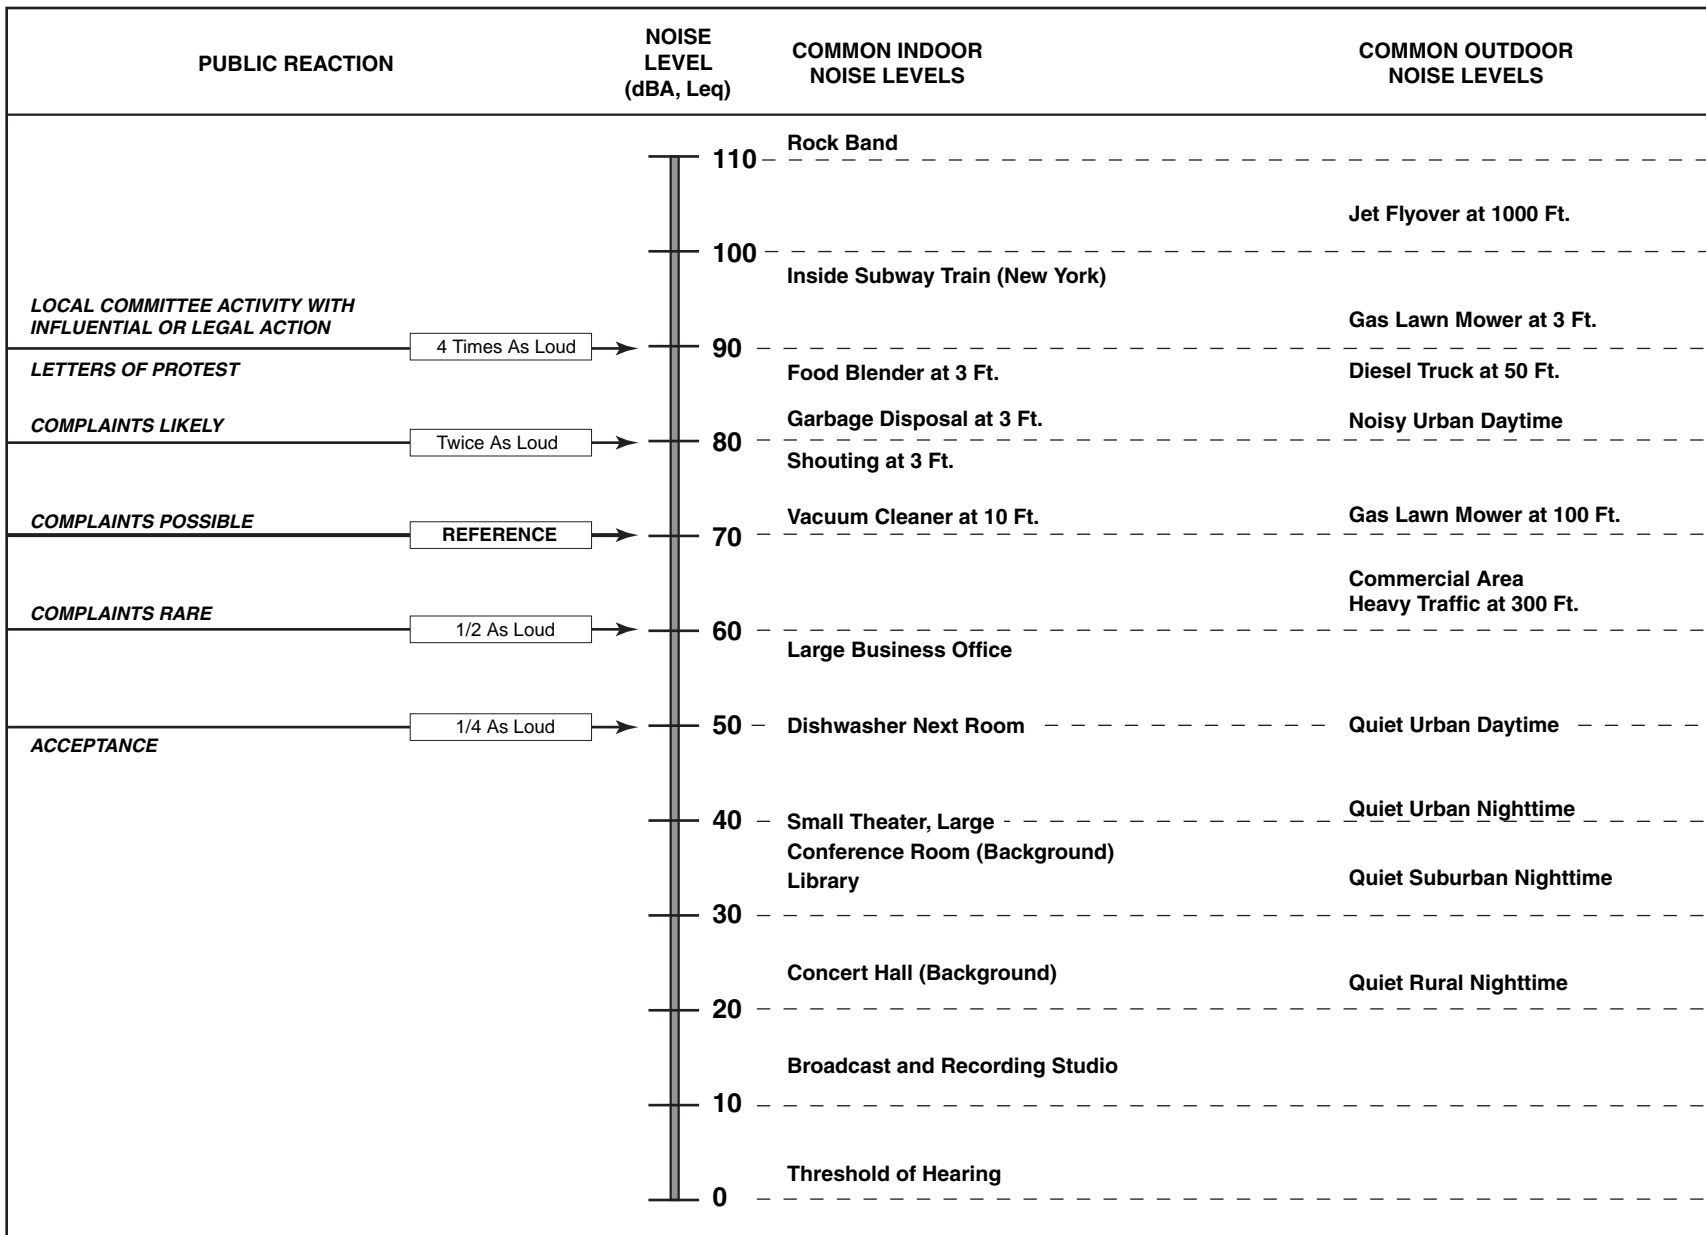 PUBLIC REACTION
NOISE
LEVEL
(dBA, Leq)
COMMON INDOOR
NOISE LEVELS
COMMON OUTDOOR
NOISE LEVELS
Rock Band
110
Jet Flyover at 1000 Ft.
100
Inside Subway Train (New York)
LOCAL COMMITTEE ACTIVITY WITH
INFLUENTIAL OR LEGAL ACTION
Gas Lawn Mower at 3 Ft.
4 Times As Loud
90
LETTERS OF PROTEST
Food Blender at 3 Ft.
Diesel Truck at 50 Ft.
COMPLAINTS LIKELY
Garbage Disposal at 3 Ft.
Noisy Urban Daytime
Twice As Loud
80
Shouting at 3 Ft.
COMPLAINTS POSSIBLE
Vacuum Cleaner at 10 Ft.
Gas Lawn Mower at 100 Ft.
REFERENCE
70
Commercial Area
Heavy Traffic at 300 Ft.
COMPLAINTS RARE
1/2 As Loud
60
Large Business Office
1/4 As Loud
50
Dishwasher Next Room
Quiet Urban Daytime
ACCEPTANCE
Quiet Urban Nighttime
40
Small Theater, Large
Conference Room (Background)
Library
Quiet Suburban Nighttime
30
Concert Hall (Background)
Quiet Rural Nighttime
20
Broadcast and Recording Studio
10
Threshold of Hearing
0